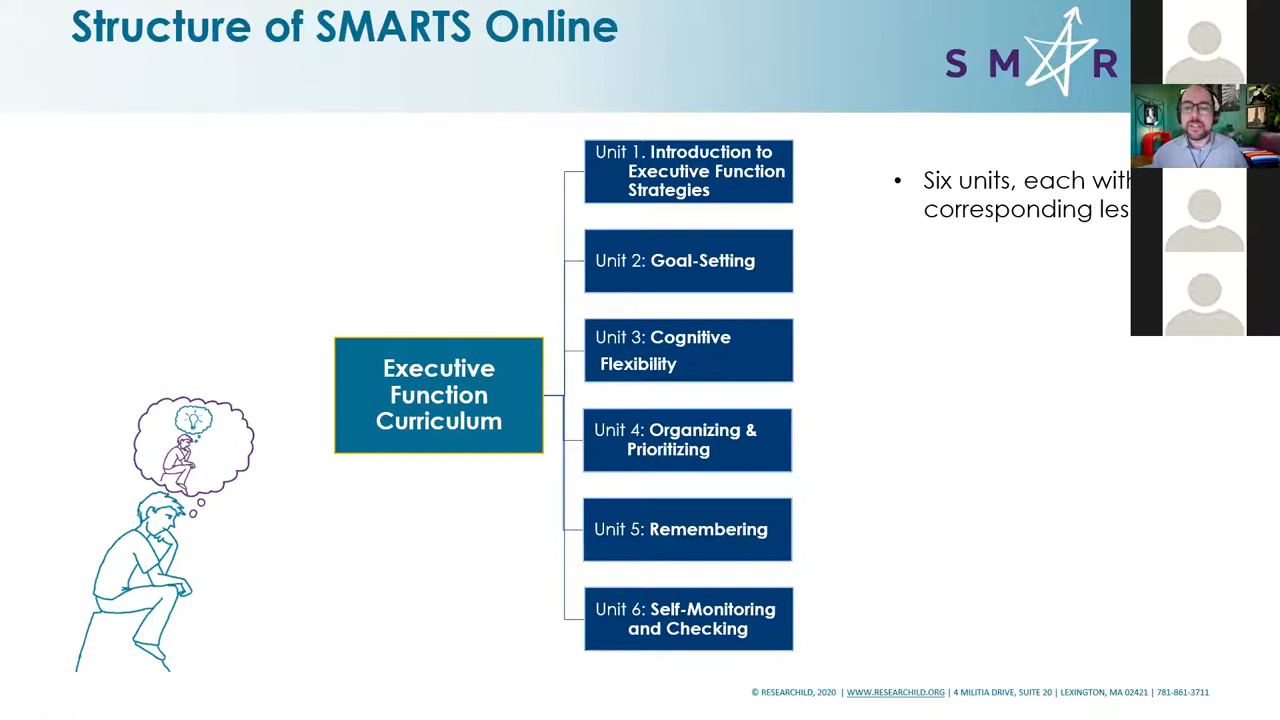 Structure of SMARTS Online
S M R
Unit 1. Introduction to
Executive Function
Strategies
Six units, each with
corresponding les
Unit 2: Goal-Setting
Unit 3: Cognitive
Flexibility
Executive
Function
Curriculum
Unit 4: Organizing &
Prioritizing
Unit 5: Remembering
Unit 6: Self-Monitoring
and Checking
© RESEARCHILD, 2020 | WWW.RESEARCHILD.ORG | 4 MILITIA DRIVE, SUITE 20 | LEXINGTON, MA 02421 | 781-861-3711